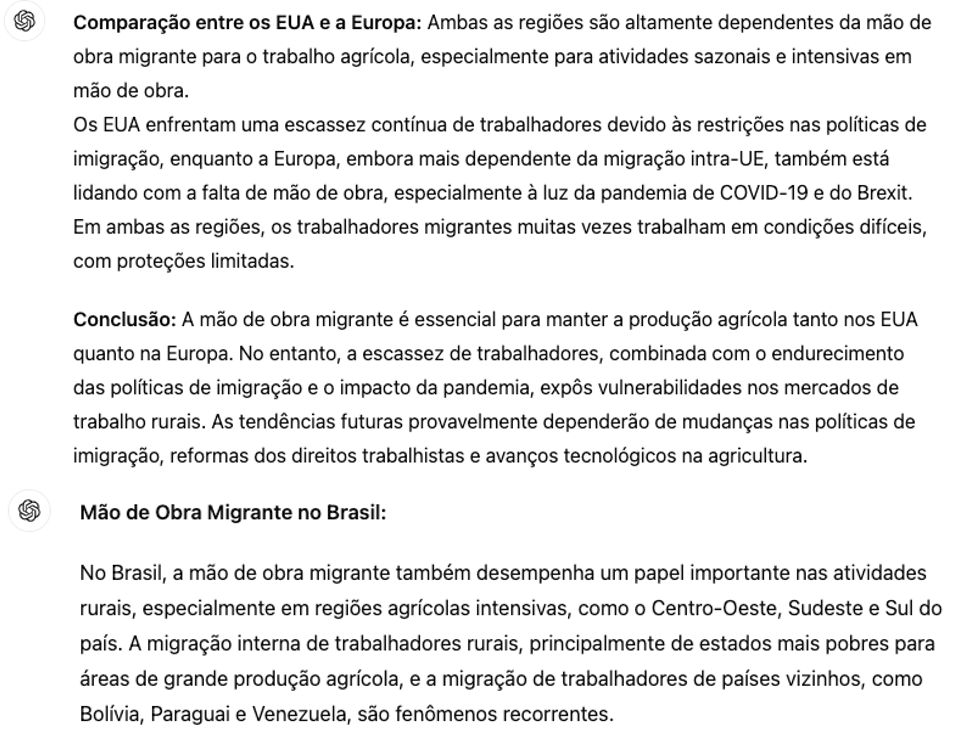 Comparação entre os EUA e a Europa: Ambas as regiões são altamente dependentes da mão de
obra migrante para o trabalho agrícola, especialmente para atividades sazonais e intensivas em
mão de obra.
Os EUA enfrentam uma escassez contínua de trabalhadores devido às restrições nas políticas de
imigração, enquanto a Europa, embora mais dependente da migração intra-UE, também está
lidando com a falta de mão de obra, especialmente à luz da pandemia de COVID-19 e do Brexit.
Em ambas as regiões, os trabalhadores migrantes muitas vezes trabalham em condições difíceis,
com proteções limitadas.
Conclusão: A mão de obra migrante é essencial para manter a produção agrícola tanto nos EUA
quanto na Europa. No entanto, a escassez de trabalhadores, combinada com o endurecimento
das políticas de imigração e o impacto da pandemia, expôs vulnerabilidades nos mercados de
trabalho rurais. As tendências futuras provavelmente dependerão de mudanças nas políticas de
imigração, reformas dos direitos trabalhistas e avanços tecnológicos na agricultura.
Mão de Obra Migrante no Brasil:
No Brasil, a mão de obra migrante também desempenha um papel importante nas atividades
rurais, especialmente em regiões agrícolas intensivas, como o Centro-Oeste, Sudeste e Sul do
país. A migração interna de trabalhadores rurais, principalmente de estados mais pobres para
áreas de grande produção agrícola, e a migração de trabalhadores de países vizinhos, como
Bolívia, Paraguai e Venezuela, são fenômenos recorrentes.